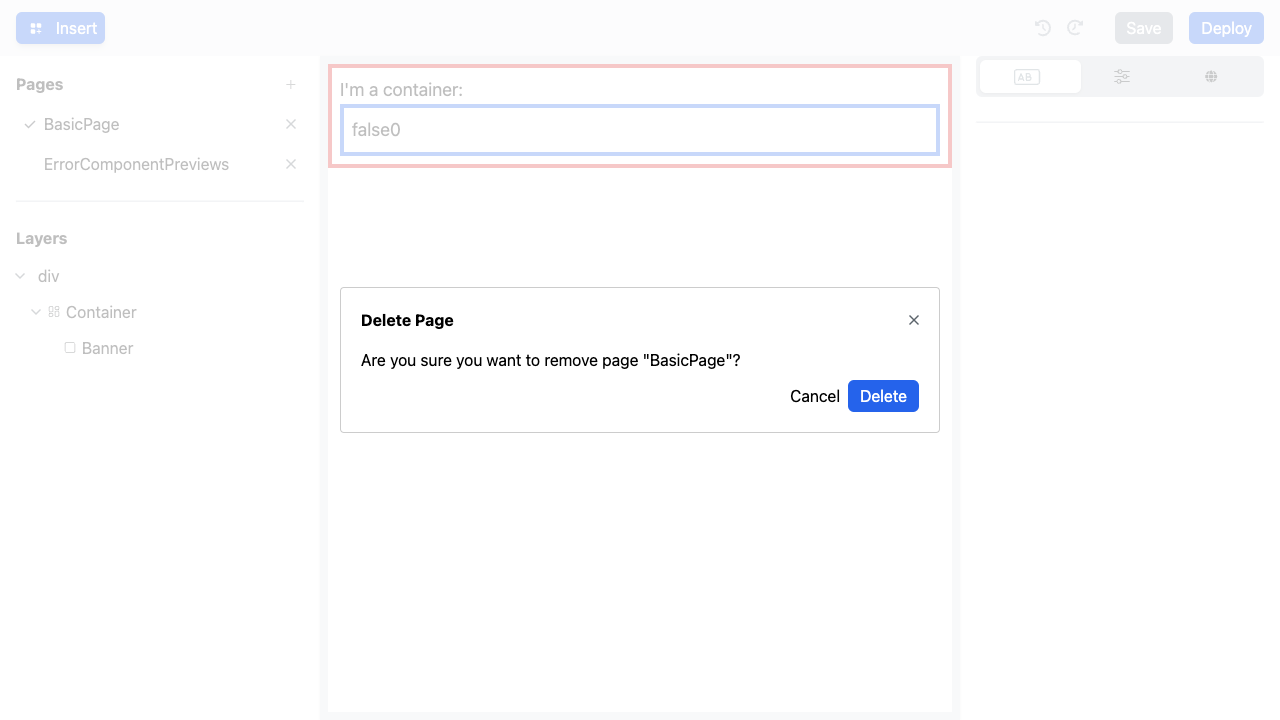 Insert
Save
Deploy
Pages
BasicPage
ErrorComponentPreviews
Layers
div
Container
Banner
I'm a container:
false0
Delete Page
Are you sure you want to remove page "BasicPage"?
Cancel
Delete
AB